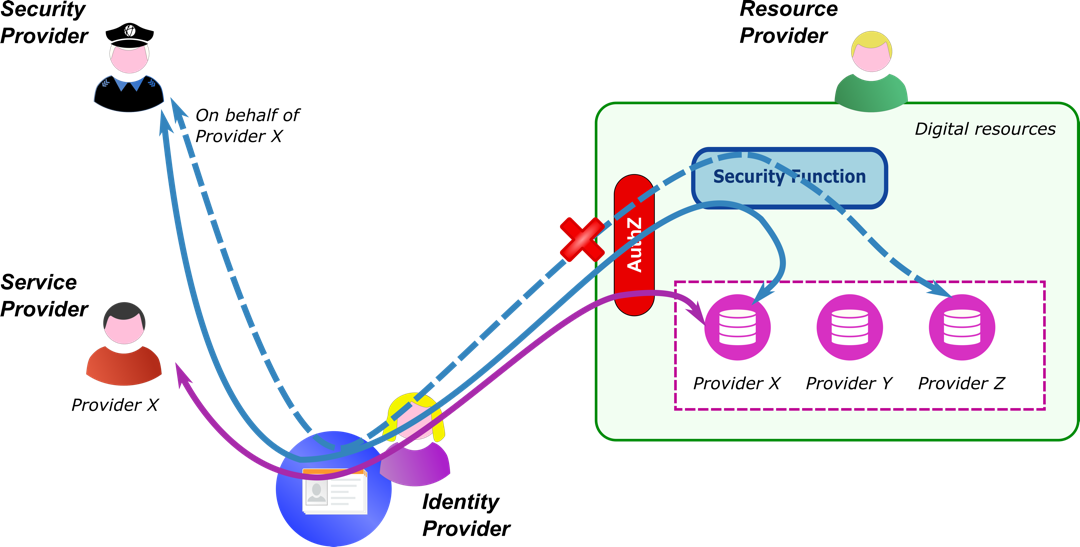 Security
Provider
On behalf of
Provider X
Resource
Provider
Digital resources
Security Function
AuthZ
Service
Provider
Provider X
Provider X
Provider Y
Provider Z
Identity
Provider